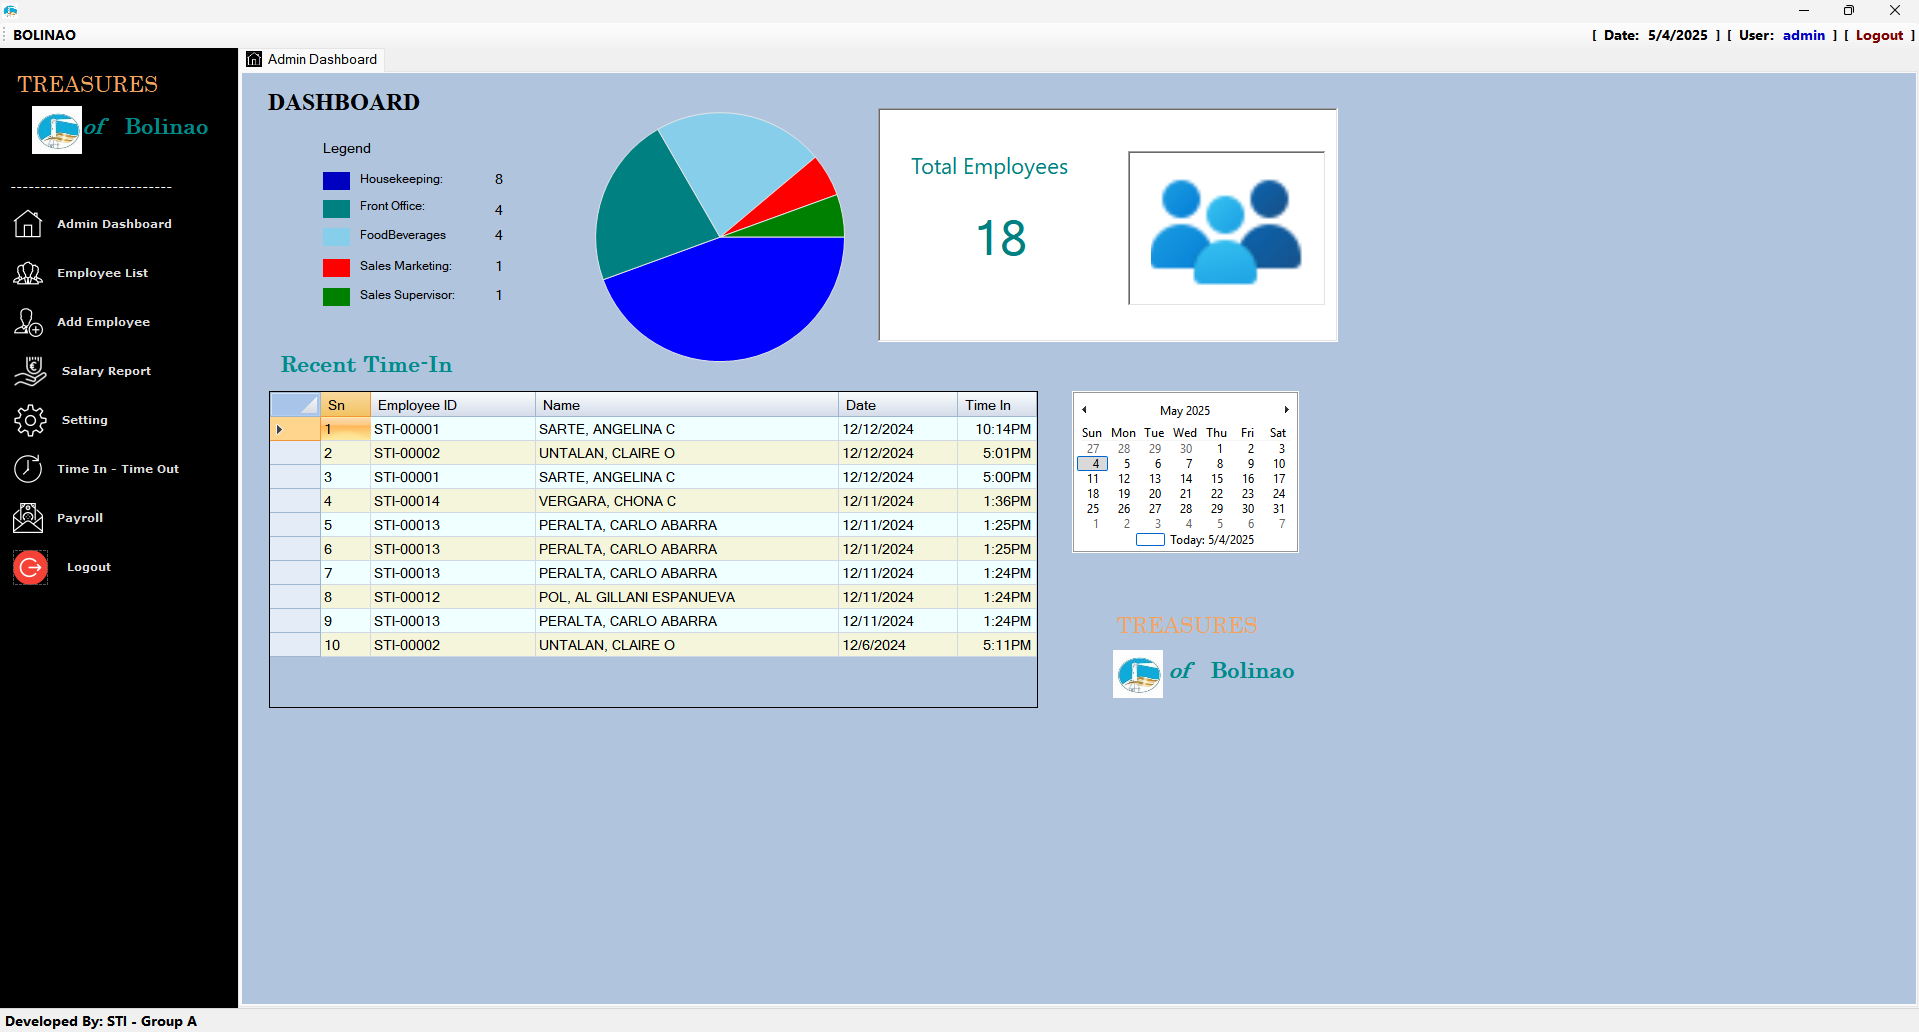 BOLINAO
[ Date: 5/4/2025 ] [ User: admin ] [ Logout ]
TREASURES
of Bolinao
----------------------------
Admin Dashboard
Employee List
Add Employee
Salary Report
Setting
Time In - Time Out
Payroll
Logout
Admin Dashboard
DASHBOARD
Legend
Housekeeping: 8
Front Office: 4
FoodBeverages 4
Sales Marketing: 1
Sales Supervisor: 1
Total Employees
18
Recent Time-In
Sn Employee ID Name Date Time In
1 STI-00001 SARTE, ANGELINA C 12/12/2024 10:14PM
2 STI-00002 UNTALAN, CLAIRE O 12/12/2024 5:01PM
3 STI-00001 SARTE, ANGELINA C 12/12/2024 5:00PM
4 STI-00014 VERGARA, CHONA C 12/11/2024 1:36PM
5 STI-00013 PERALTA, CARLO ABARRA 12/11/2024 1:25PM
6 STI-00013 PERALTA, CARLO ABARRA 12/11/2024 1:25PM
7 STI-00013 PERALTA, CARLO ABARRA 12/11/2024 1:24PM
8 STI-00012 POL, AL GILLANI ESPANUEVA 12/11/2024 1:24PM
9 STI-00013 PERALTA, CARLO ABARRA 12/11/2024 1:24PM
10 STI-00002 UNTALAN, CLAIRE O 12/6/2024 5:11PM
May 2025
Sun Mon Tue Wed Thu Fri Sat
27 28 29 30 1 2 3
4 5 6 7 8 9 10
11 12 13 14 15 16 17
18 19 20 21 22 23 24
25 26 27 28 29 30 31
1 2 3 4 5 6 7
Today: 5/4/2025
TREASURES
of Bolinao
Developed By: STI - Group A